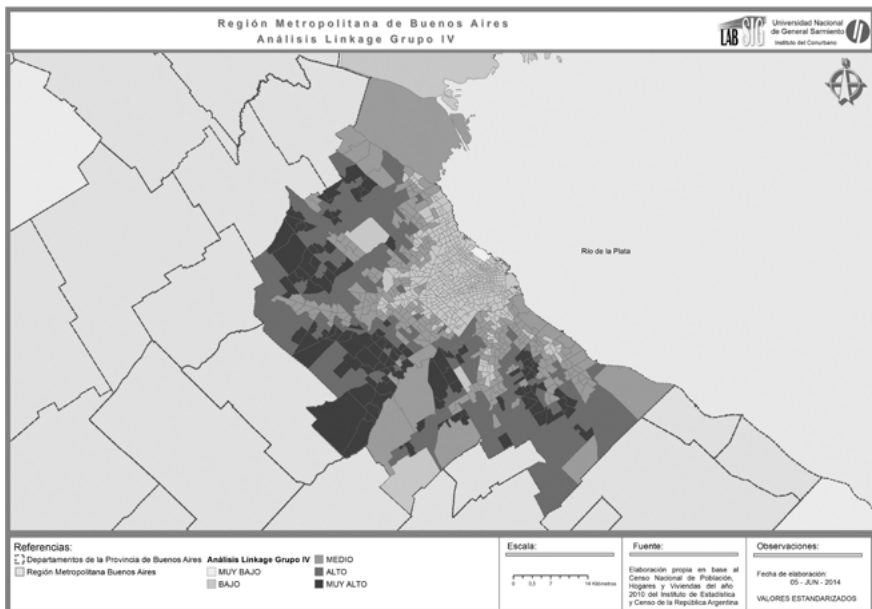 Región Metropolitana de Buenos Aires
Análisis Linkage Grupo IV
LAB SIG
Universidad Nacional
de General Sarmiento
Instituto del Conurbano
Río de la Plata
Referencias:
Departamentos de la Provincia de Buenos Aires
Región Metropolitana Buenos Aires
Análisis Linkage Grupo IV
MUY BAJO
BAJO
MEDIO
ALTO
MUY ALTO
Escala:
0 3,5 7 14 Kilómetros
Fuente:
Elaboración propia en base al
Censo Nacional de Población,
Hogares y Viviendas del año
2010 del Instituto de Estadística
y Censo de la República Argentina
Observaciones:
Fecha de elaboración:
05 - JUN - 2014
VALORES ESTANDARIZADOS